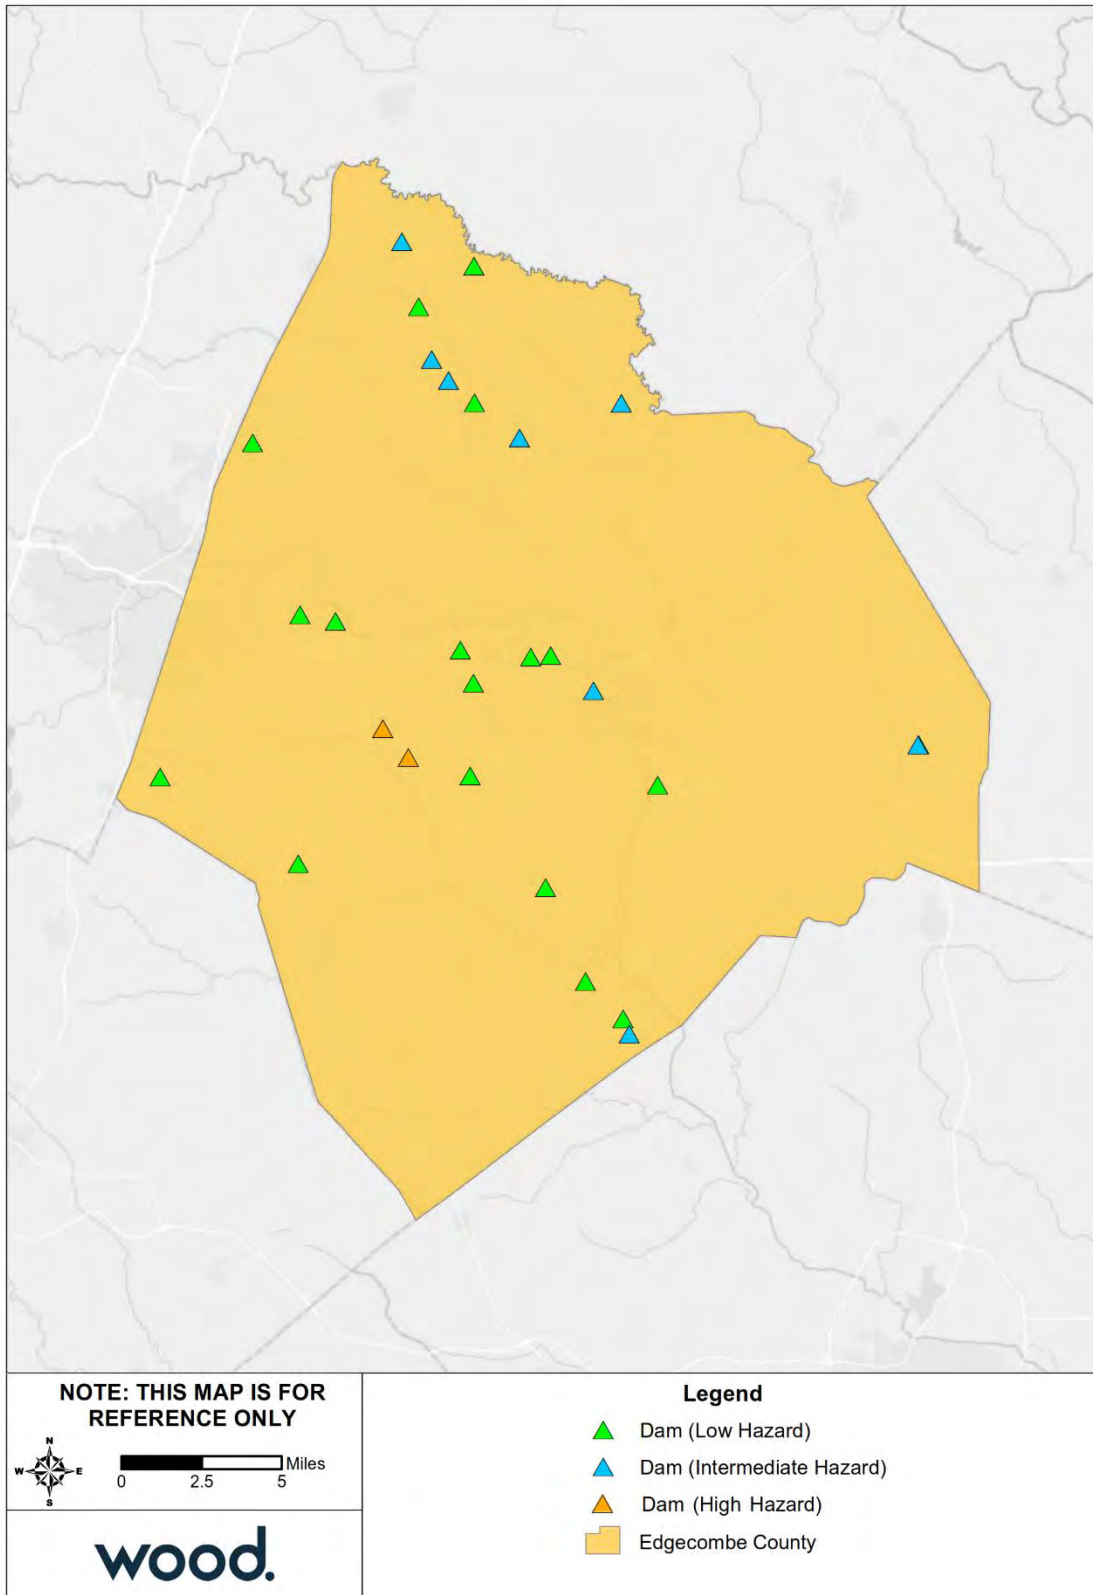 NOTE: THIS MAP IS FOR
REFERENCE ONLY
N
W E
S
Miles
0 2.5 5
wood.
Legend
Dam (Low Hazard)
Dam (Intermediate Hazard)
Dam (High Hazard)
Edgecombe County